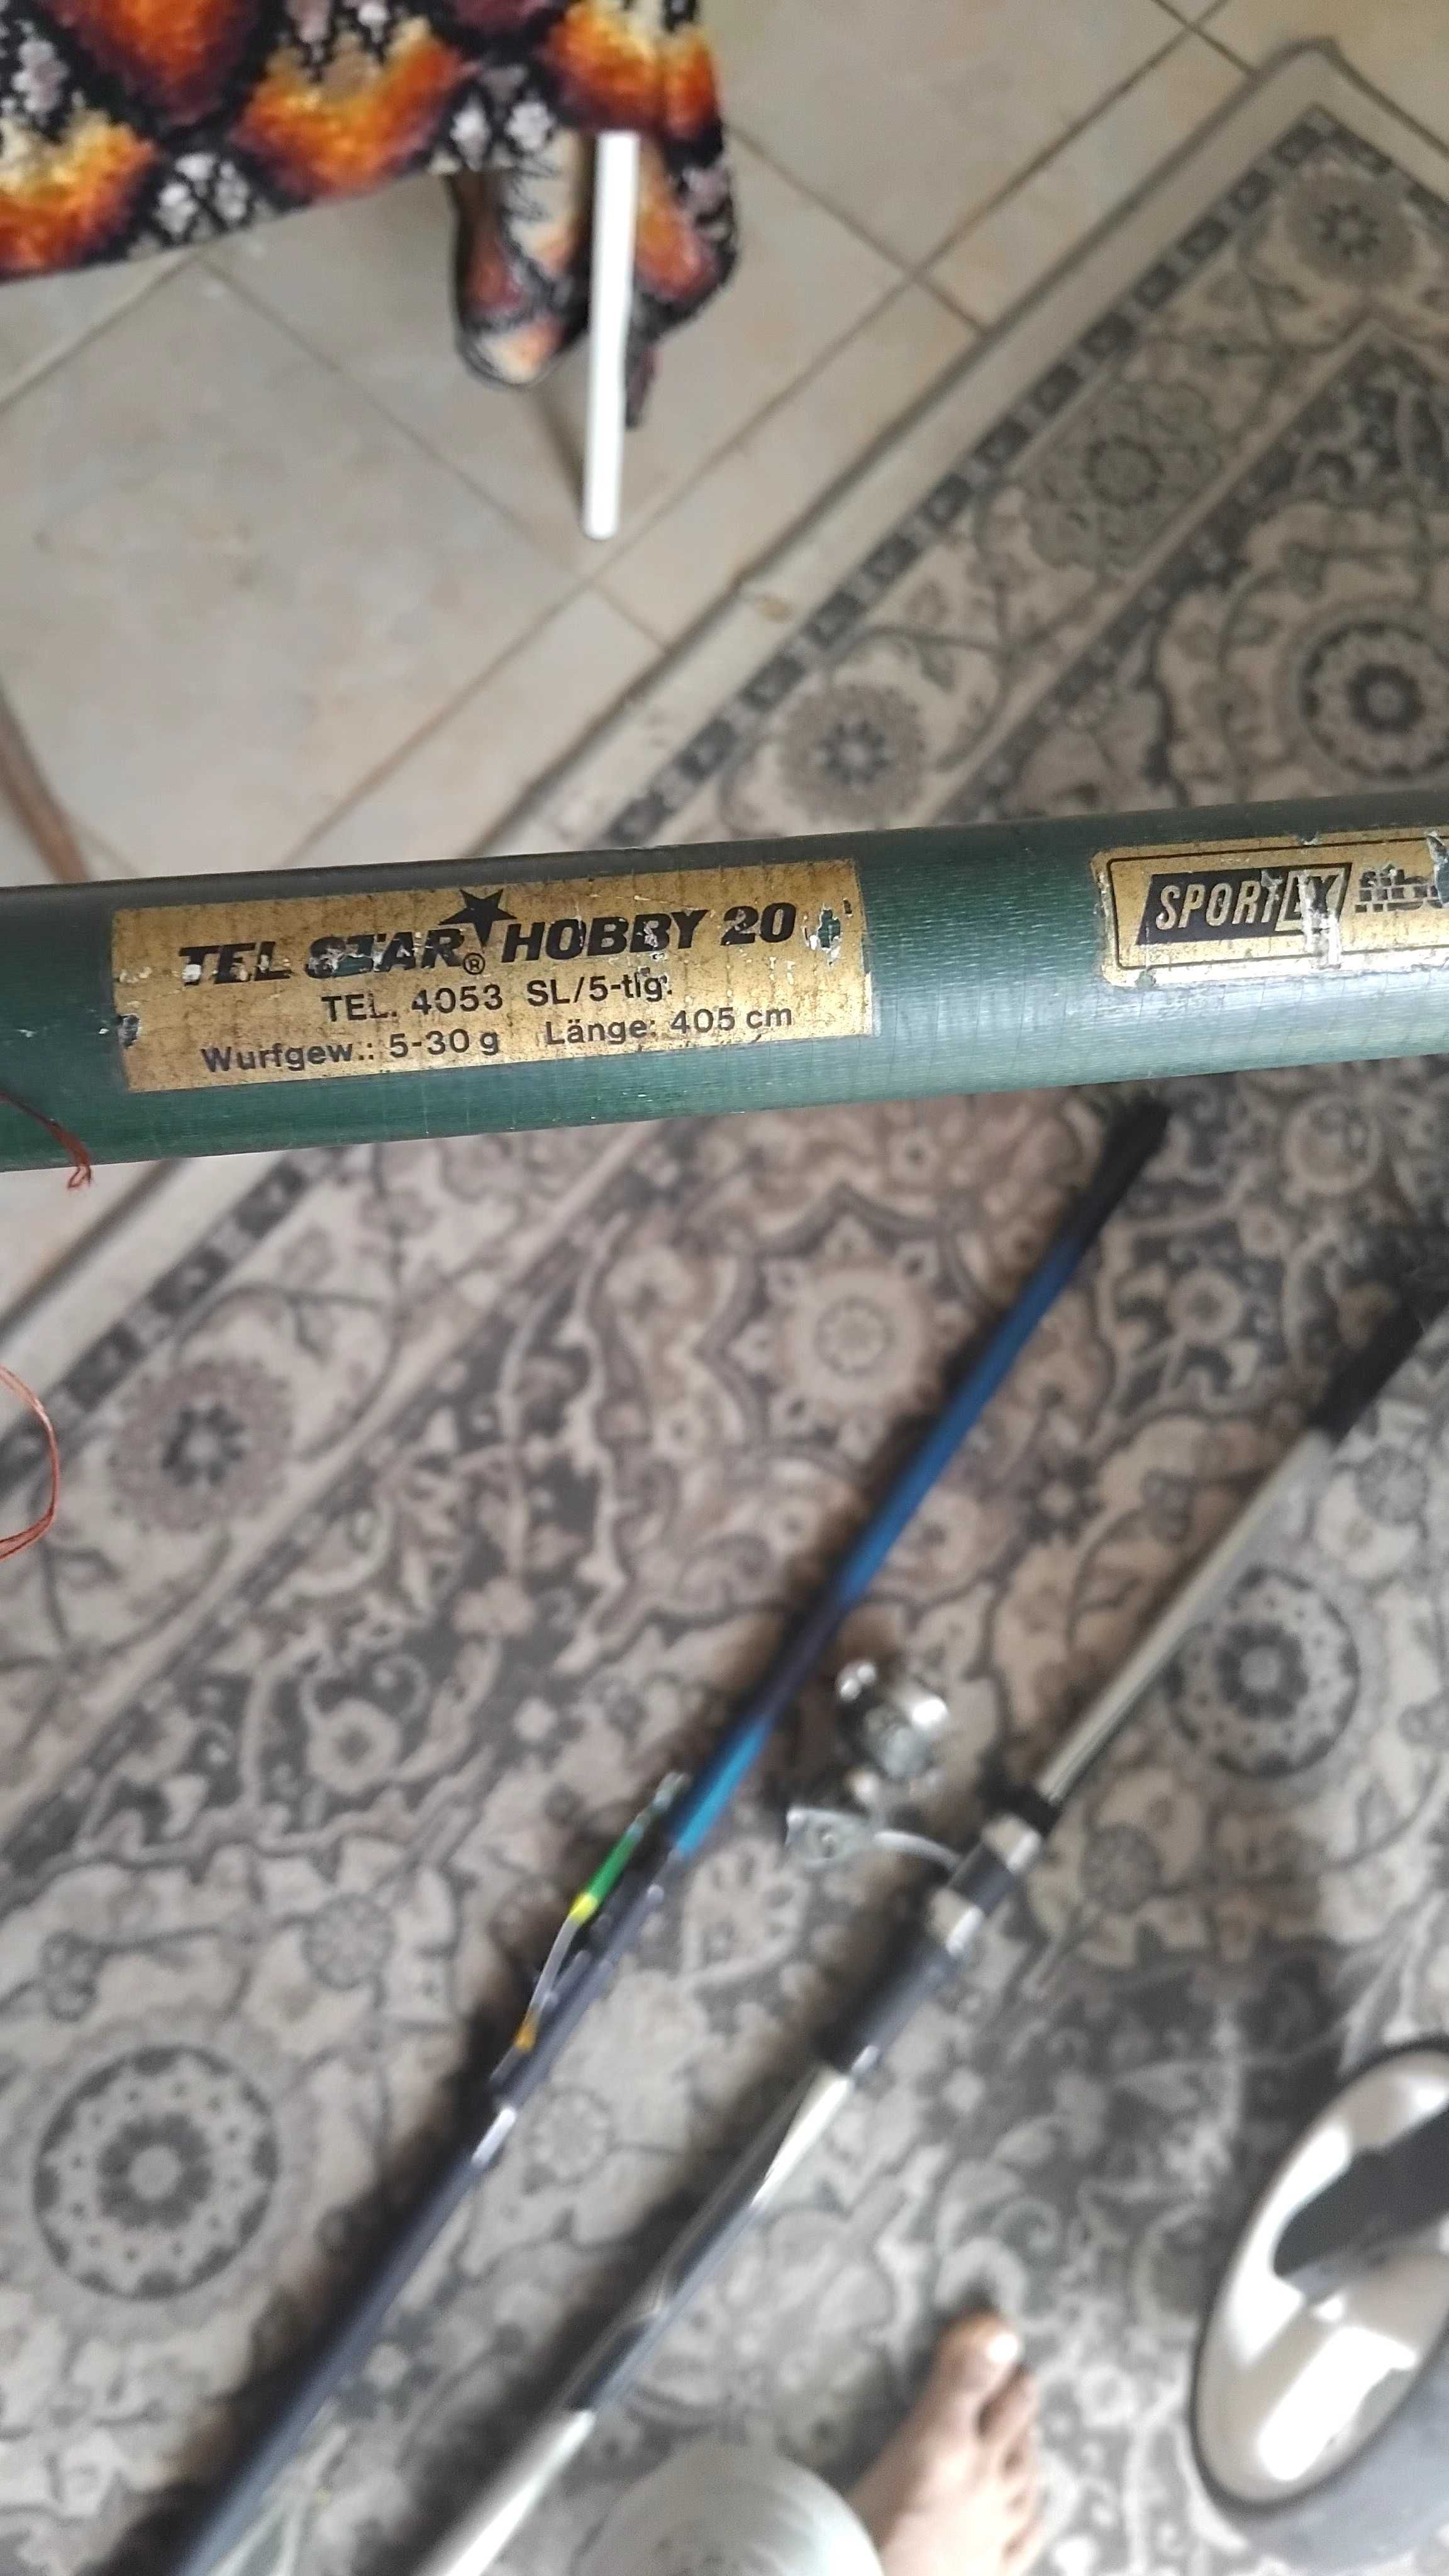 TEL STAR® HOBBY 20
TEL. 4053 SL/5-tlg.
Wurfgew.: 5-30 g Länge: 405 cm
SPORTEX